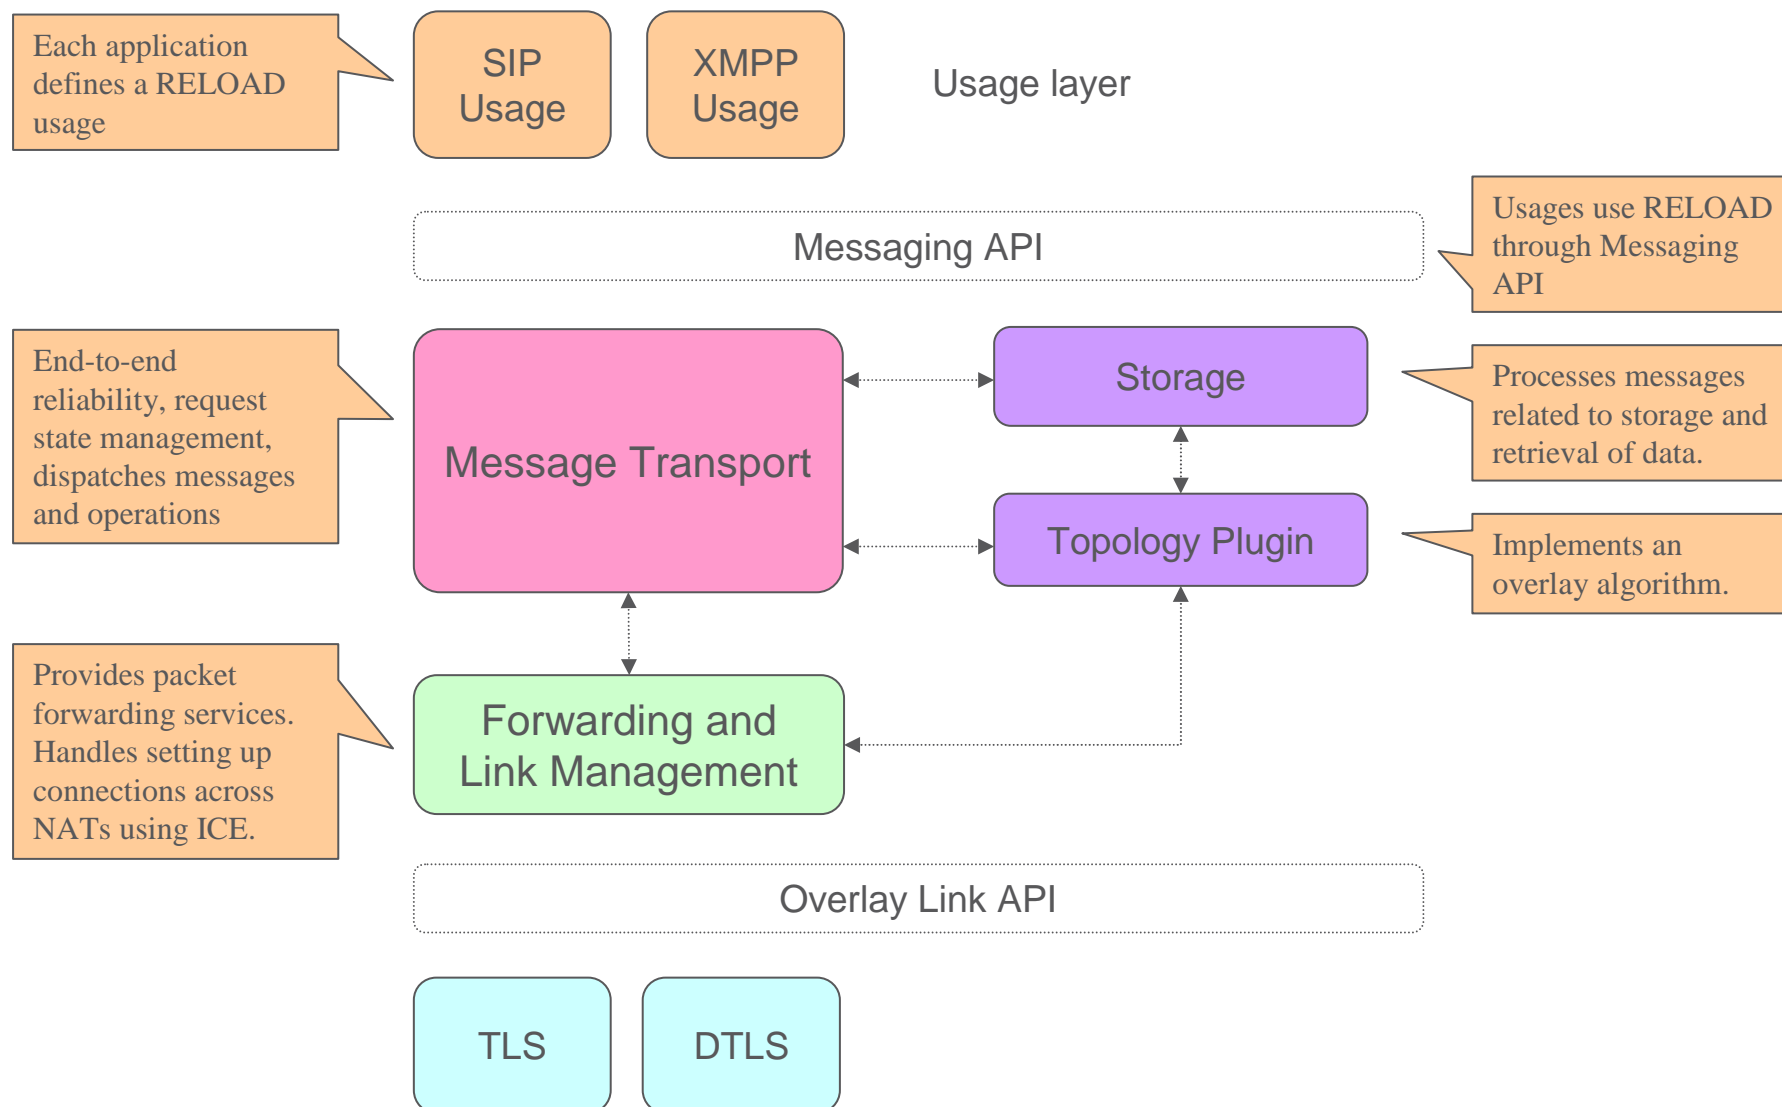 Each application
defines a RELOAD
usage
SIP
Usage
XMPP
Usage
Usage layer
Messaging API
Usages use RELOAD
through Messaging
API
End-to-end
reliability, request
state management,
dispatches messages
and operations
Message Transport
Storage
Processes messages
related to storage and
retrieval of data.
Topology Plugin
Implements an
overlay algorithm.
Provides packet
forwarding services.
Handles setting up
connections across
NATs using ICE.
Forwarding and
Link Management
Overlay Link API
TLS
DTLS